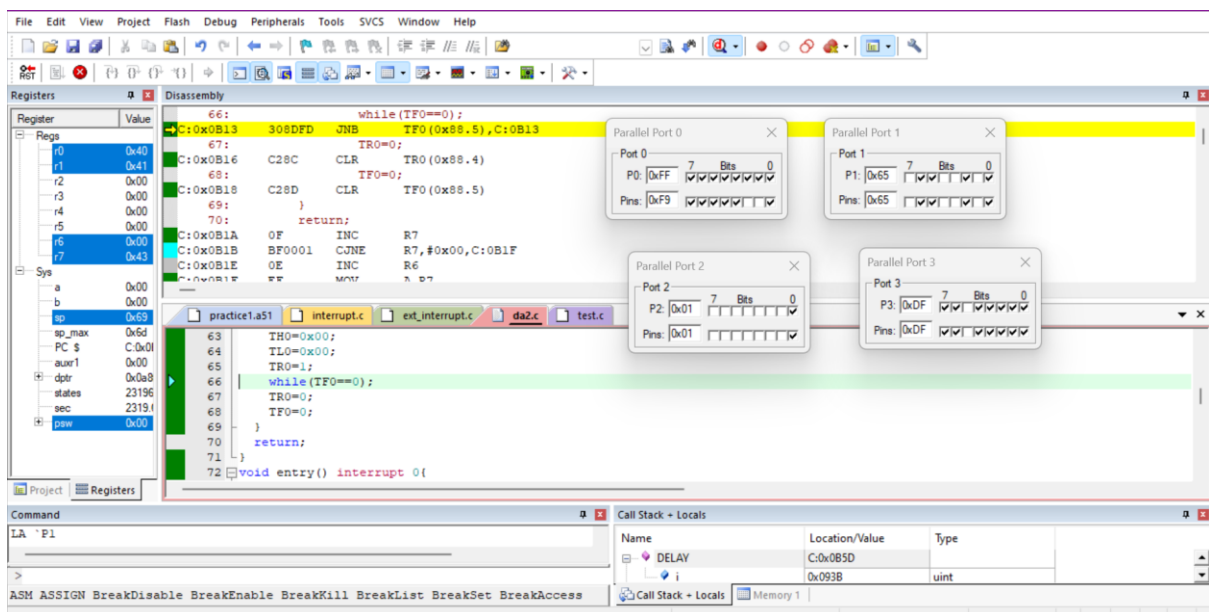 File Edit View Project Flash Debug Peripherals Tools SVCS Window Help
RST
Registers
Register Value
Regs
r0 0x40
r1 0x41
r2 0x00
r3 0x00
r4 0x00
r5 0x00
r6 0x00
r7 0x43
Sys
a 0x00
b 0x00
sp 0x69
sp_max 0x6d
PC $ C:0x0
auxr1 0x00
dptr 0x0a8
states 23196
sec 2319.
psw 0x00
Project Registers
Disassembly
66: while(TF0==0);
C:0x0B13 308DFD JNB TF0(0x88.5),C:0B13
67: TR0=0;
C:0x0B16 C28C CLR TR0(0x88.4)
68: TF0=0;
C:0x0B18 C28D CLR TF0(0x88.5)
69: }
70: return;
C:0x0B1A 0F INC R7
C:0x0B1B BF0001 CJNE R7,#0x00,C:0B1F
C:0x0B1E 0E INC R6
C:0x0B1F EF MOV A,R7
Parallel Port 0
Port 0
7 Bits 0
P0: 0xFF
Pins: 0xF9
Parallel Port 1
Port 1
7 Bits 0
P1: 0x65
Pins: 0x65
Parallel Port 2
Port 2
7 Bits 0
P2: 0x01
Pins: 0x01
Parallel Port 3
Port 3
7 Bits 0
P3: 0xDF
Pins: 0xDF
practice1.a51 interrupt.c ext_interrupt.c da2.c test.c
63 TH0=0x00;
64 TL0=0x00;
65 TR0=1;
66 while(TF0==0);
67 TR0=0;
68 TF0=0;
69 }
70 return;
71 }
72 void entry() interrupt 0{
Command
LA `P1
>
ASM ASSIGN BreakDisable BreakEnable BreakKill BreakList BreakSet BreakAccess
Call Stack + Locals
Name Location/Value Type
DELAY C:0x0B5D
i 0x093B uint
Call Stack + Locals Memory 1